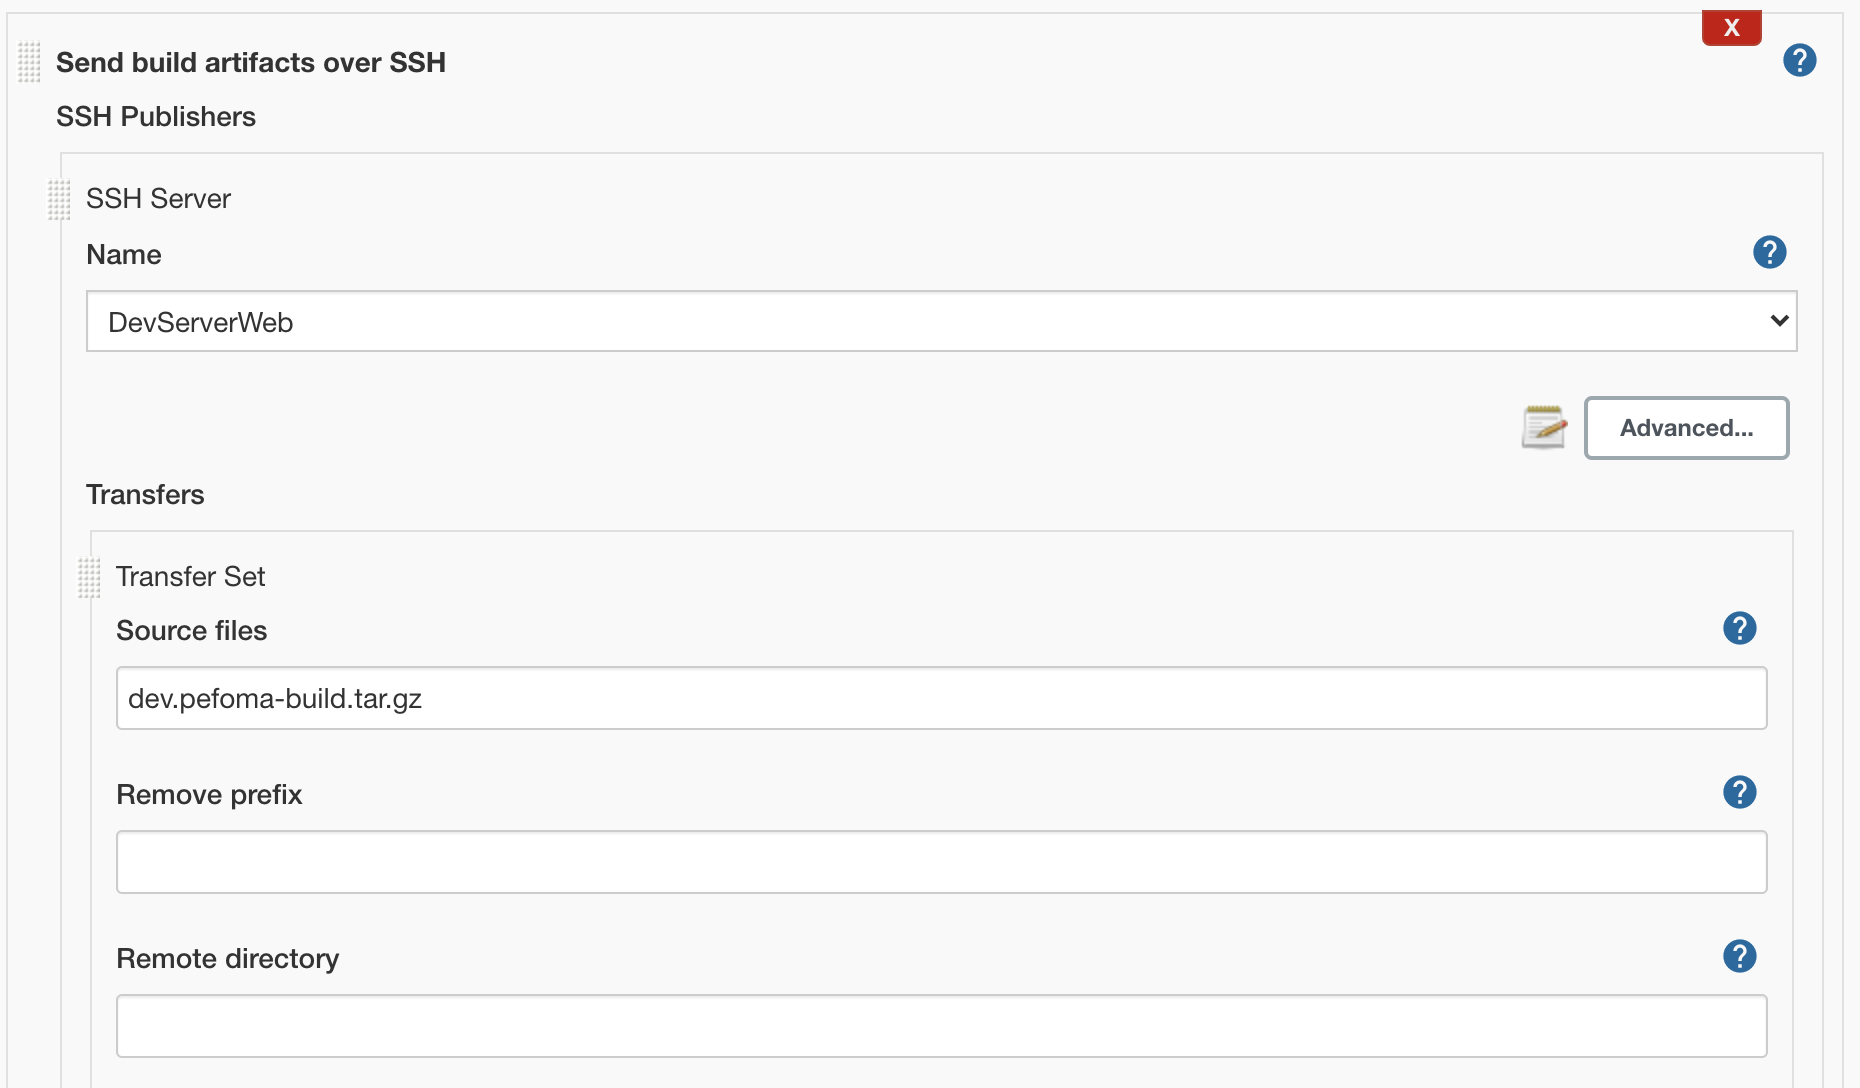 X
Send build artifacts over SSH
?
SSH Publishers
SSH Server
Name
?
DevServerWeb
Advanced...
Transfers
Transfer Set
Source files
?
dev.pefoma-build.tar.gz
Remove prefix
?
Remote directory
?